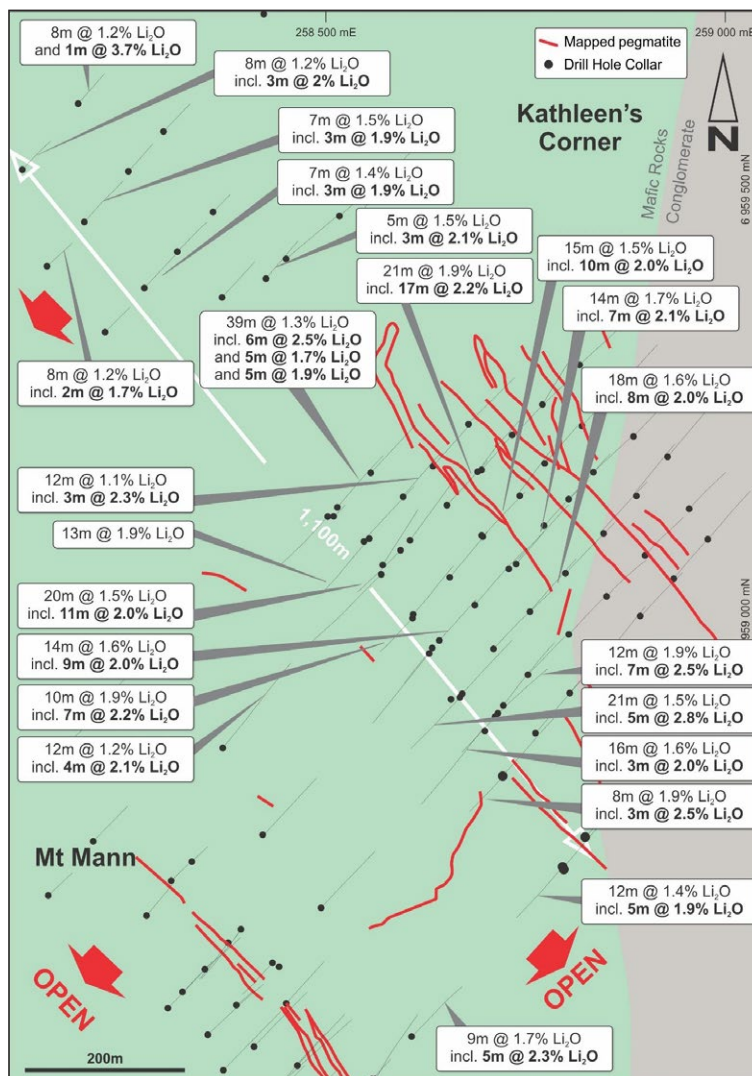 258 500 mE
259 000 mE
8m @ 1.2% Li₂O
and 1m @ 3.7% Li₂O
Mapped pegmatite
Drill Hole Collar
8m @ 1.2% Li₂O
incl. 3m @ 2% Li₂O
Kathleen's
Corner
N
Mafic Rocks
Conglomerate
6 959 500 mN
7m @ 1.5% Li₂O
incl. 3m @ 1.9% Li₂O
7m @ 1.4% Li₂O
incl. 3m @ 1.9% Li₂O
5m @ 1.5% Li₂O
incl. 3m @ 2.1% Li₂O
15m @ 1.5% Li₂O
incl. 10m @ 2.0% Li₂O
21m @ 1.9% Li₂O
incl. 17m @ 2.2% Li₂O
14m @ 1.7% Li₂O
incl. 7m @ 2.1% Li₂O
39m @ 1.3% Li₂O
incl. 6m @ 2.5% Li₂O
and 5m @ 1.7% Li₂O
and 5m @ 1.9% Li₂O
8m @ 1.2% Li₂O
incl. 2m @ 1.7% Li₂O
18m @ 1.6% Li₂O
incl. 8m @ 2.0% Li₂O
12m @ 1.1% Li₂O
incl. 3m @ 2.3% Li₂O
1,100m
13m @ 1.9% Li₂O
20m @ 1.5% Li₂O
incl. 11m @ 2.0% Li₂O
959 000 mN
14m @ 1.6% Li₂O
incl. 9m @ 2.0% Li₂O
12m @ 1.9% Li₂O
incl. 7m @ 2.5% Li₂O
10m @ 1.9% Li₂O
incl. 7m @ 2.2% Li₂O
21m @ 1.5% Li₂O
incl. 5m @ 2.8% Li₂O
12m @ 1.2% Li₂O
incl. 4m @ 2.1% Li₂O
16m @ 1.6% Li₂O
incl. 3m @ 2.0% Li₂O
8m @ 1.9% Li₂O
incl. 3m @ 2.5% Li₂O
Mt Mann
12m @ 1.4% Li₂O
incl. 5m @ 1.9% Li₂O
OPEN
OPEN
9m @ 1.7% Li₂O
incl. 5m @ 2.3% Li₂O
200m